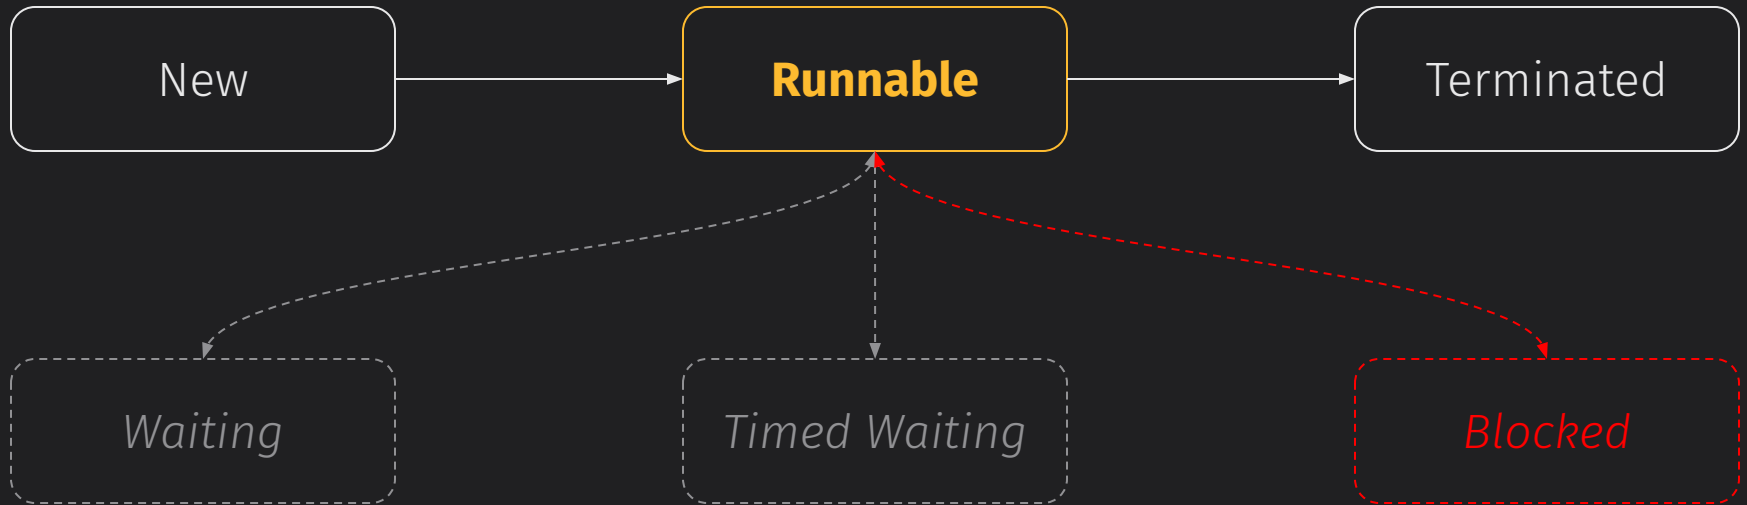 New
Runnable
Terminated
Waiting
Timed Waiting
Blocked